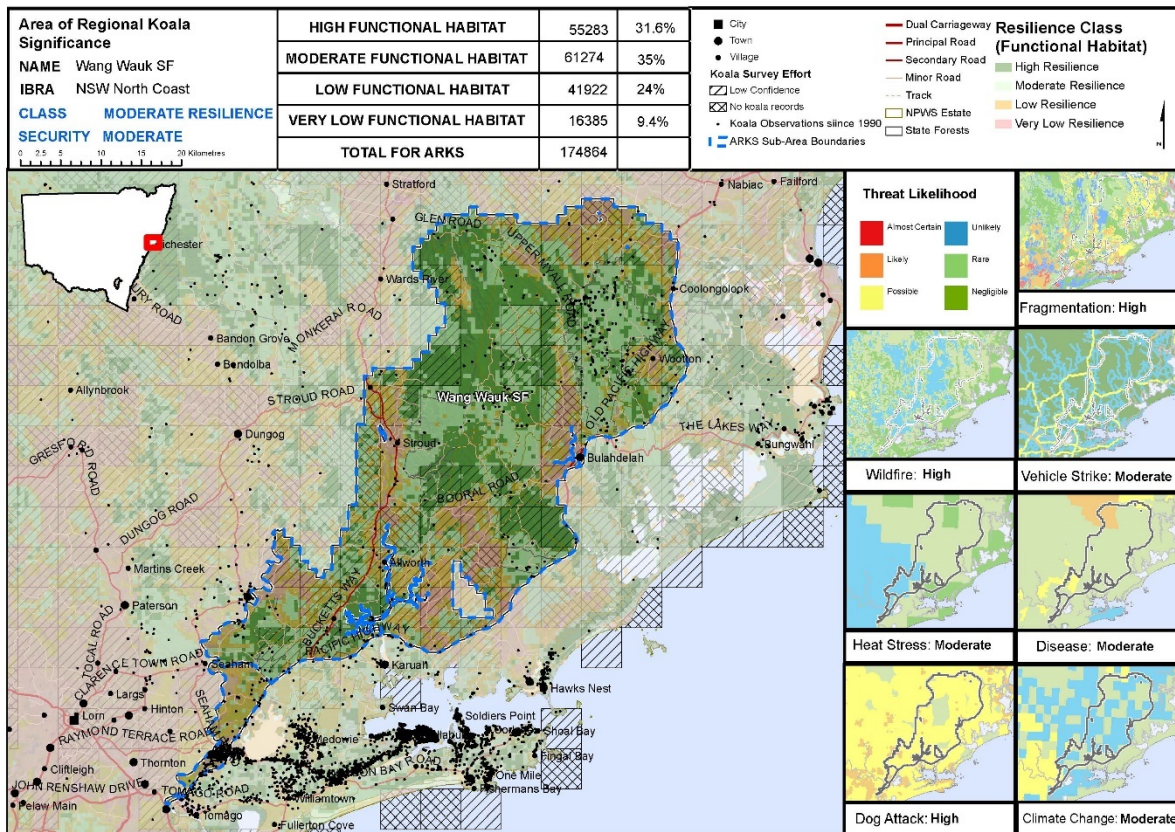 Area of Regional Koala
Significance
NAME Wang Wauk SF
IBRA NSW North Coast
CLASS MODERATE RESILIENCE
SECURITY MODERATE
0 2.5 5 10 15 20 Kilometres
HIGH FUNCTIONAL HABITAT 55283 31.6%
MODERATE FUNCTIONAL HABITAT 61274 35%
LOW FUNCTIONAL HABITAT 41922 24%
VERY LOW FUNCTIONAL HABITAT 16385 9.4%
TOTAL FOR ARKS 174864
City
Town
Village
Koala Survey Effort
Low Confidence
No koala records
Koala Observations siince 1990
ARKS Sub-Area Boundaries
Dual Carriageway
Principal Road
Secondary Road
Minor Road
Track
NPWS Estate
State Forests
Resilience Class
(Functional Habitat)
High Resilience
Moderate Resilience
Low Resilience
Very Low Resilience
N
Stratford
Nabiac
Failford
GLEN ROAD
UPPER MYALL ROAD
Wards River
Coolongolook
MONKERAI ROAD
Bandon Grove
Bendolba
Wootton
OLD PACIFIC HIGHWAY
Allynbrook
STROUD ROAD
Wang Wauk SF
THE LAKES WAY
Bungwahl
Dungog
Stroud
Bulahdelah
BOORAL ROAD
DUNGOG ROAD
Martins Creek
Allworth
Paterson
BUCKETTS WAY
TOCAL ROAD
CLARENCE TOWN ROAD
Seaham
Karuah
Largs
Hawks Nest
Hinton
Swan Bay
Lorn
Soldiers Point
RAYMOND TERRACE ROAD
Medowie
Shoal Bay
Fingal Bay
Thornton
Cliftleigh
One Mile
JOHN RENSHAW DRIVE
TOMAGO ROAD
Williamtown
Fishermans Bay
Pelaw Main
Tomago
Fullerton Cove
Threat Likelihood
Almost Certain
Unlikely
Likely
Rare
Possible
Negligible
Fragmentation: High
Wildfire: High
Vehicle Strike: Moderate
Heat Stress: Moderate
Disease: Moderate
Dog Attack: High
Climate Change: Moderate